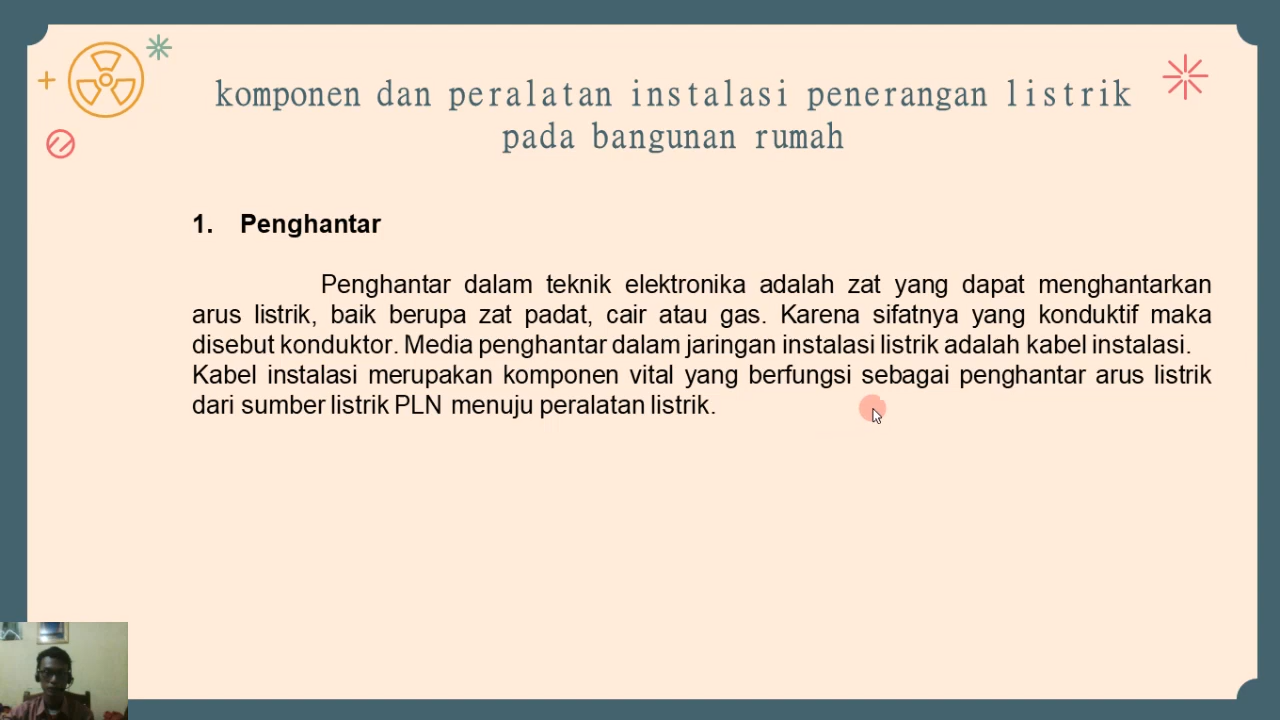 komponen dan peralatan instalasi penerangan listrik
pada bangunan rumah
1. Penghantar
Penghantar dalam teknik elektronika adalah zat yang dapat menghantarkan
arus listrik, baik berupa zat padat, cair atau gas. Karena sifatnya yang konduktif maka
disebut konduktor. Media penghantar dalam jaringan instalasi listrik adalah kabel instalasi.
Kabel instalasi merupakan komponen vital yang berfungsi sebagai penghantar arus listrik
dari sumber listrik PLN menuju peralatan listrik.